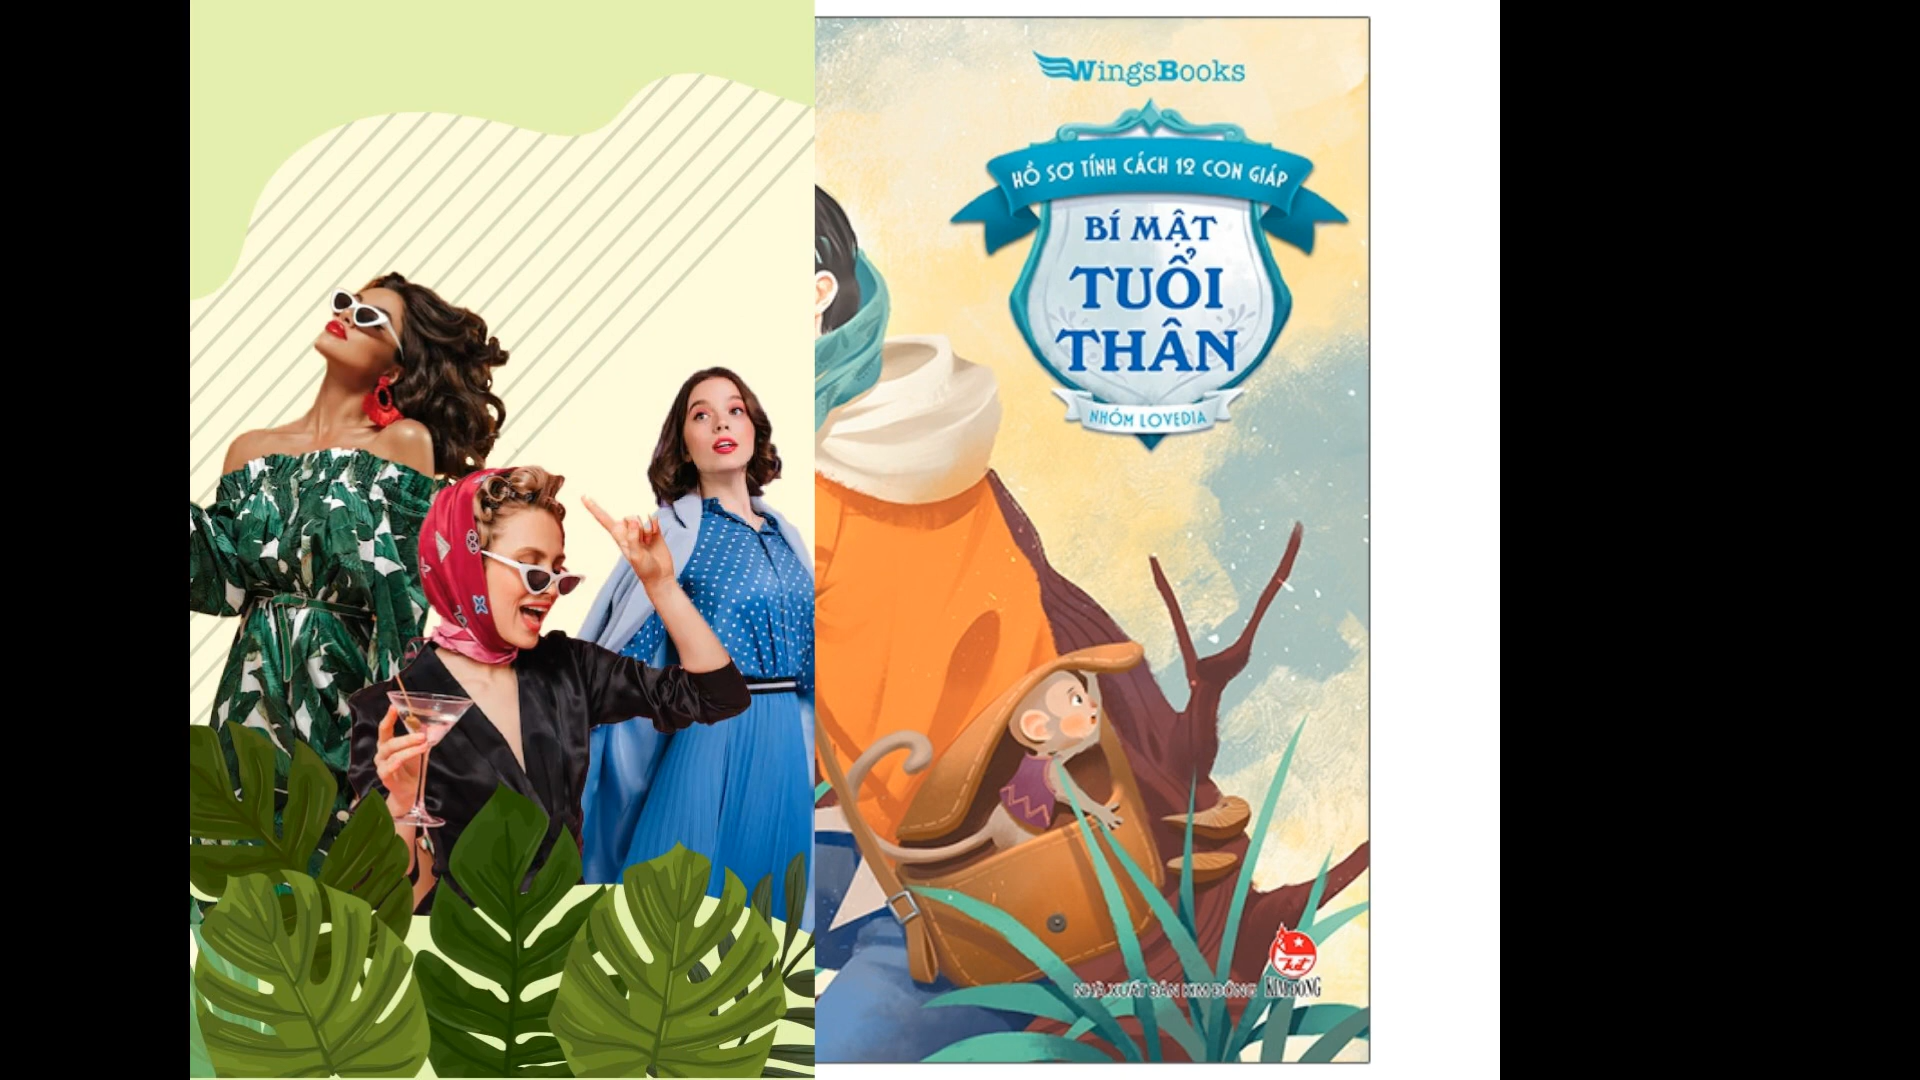 WingsBooks
HỒ SƠ TÍNH CÁCH 12 CON GIÁP
BÍ MẬT
TUỔI
THÂN
NHÓM LOVEDIA
NHÀ XUẤT BẢN KIM ĐỒNG
KIM ĐỒNG